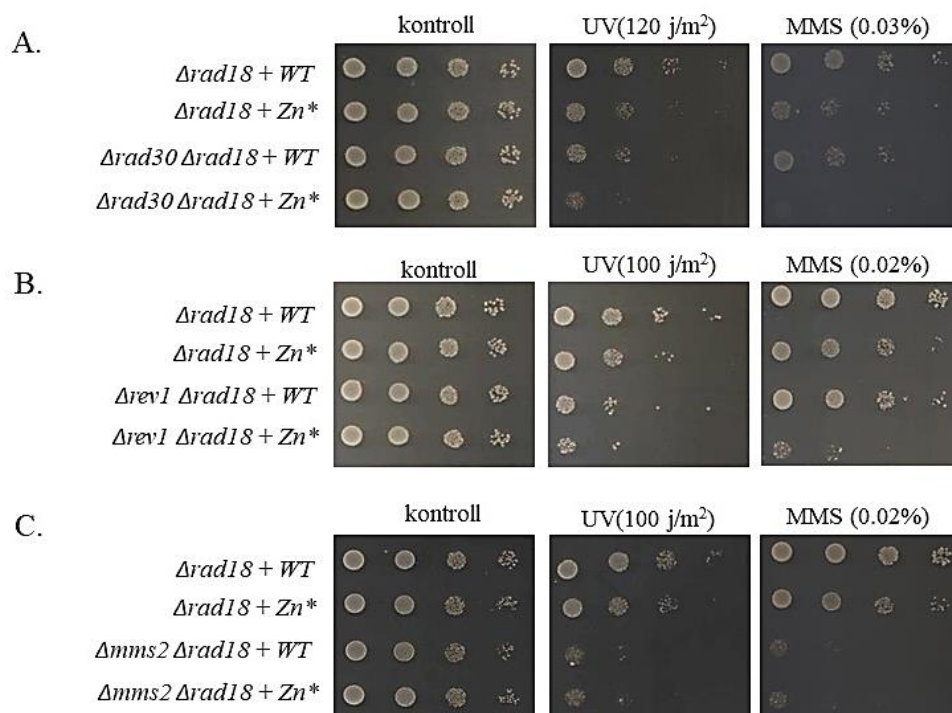 A.
kontroll UV(120 j/m²) MMS (0.03%)
Δrad18 + WT
Δrad18 + Zn*
Δrad30 Δrad18 + WT
Δrad30 Δrad18 + Zn*
B.
kontroll UV(100 j/m²) MMS (0.02%)
Δrad18 + WT
Δrad18 + Zn*
Δrev1 Δrad18 + WT
Δrev1 Δrad18 + Zn*
C.
kontroll UV(100 j/m²) MMS (0.02%)
Δrad18 + WT
Δrad18 + Zn*
Δmms2 Δrad18 + WT
Δmms2 Δrad18 + Zn*